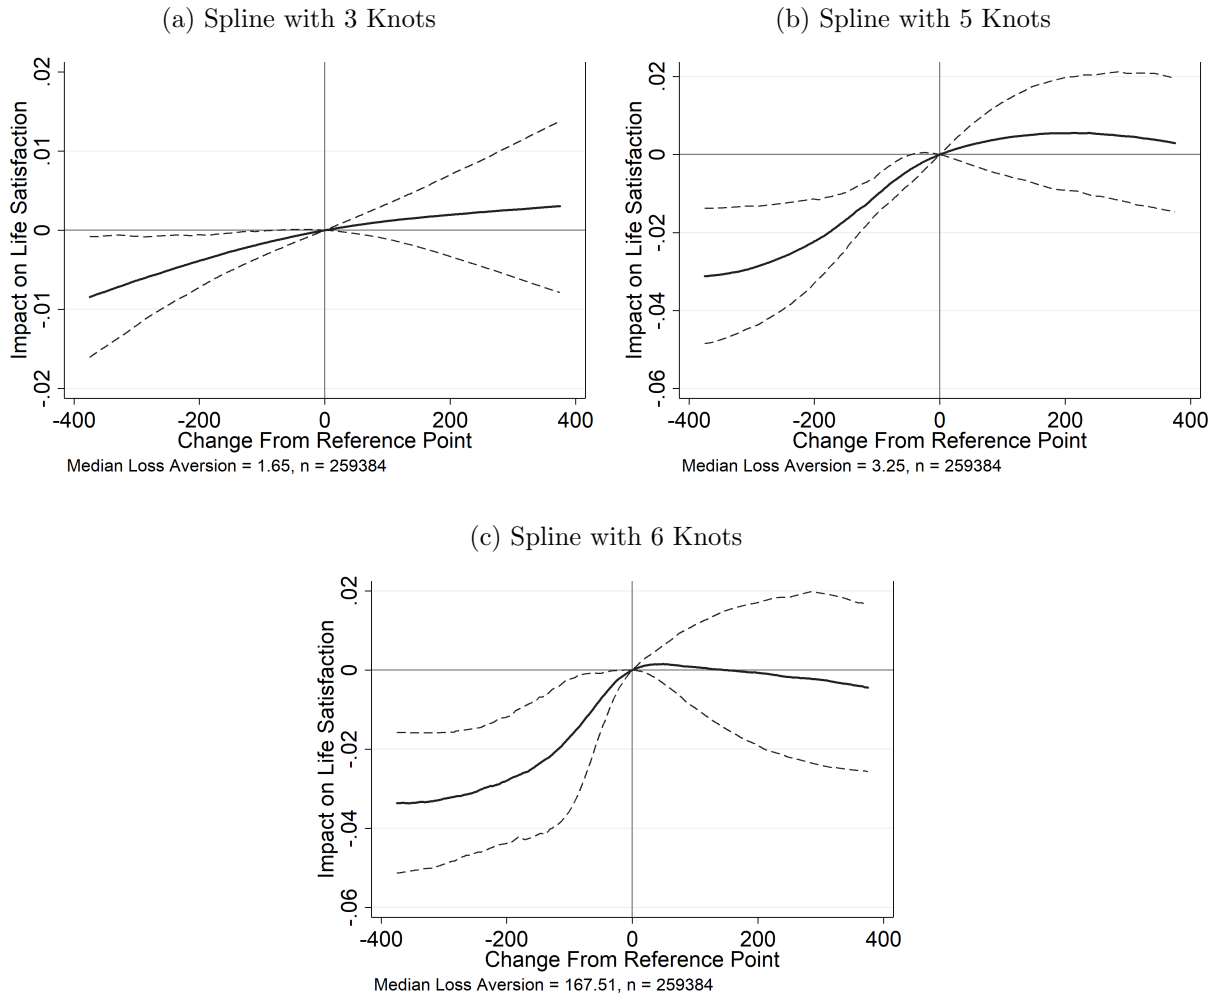 (a) Spline with 3 Knots
.02
.01
0
-.01
-.02
Impact on Life Satisfaction
-400
-200
0
200
400
Change From Reference Point
Median Loss Aversion = 1.65, n = 259384
(b) Spline with 5 Knots
.02
0
-.02
-.04
-.06
Impact on Life Satisfaction
-400
-200
0
200
400
Change From Reference Point
Median Loss Aversion = 3.25, n = 259384
(c) Spline with 6 Knots
.02
0
-.02
-.04
-.06
Impact on Life Satisfaction
-400
-200
0
200
400
Change From Reference Point
Median Loss Aversion = 167.51, n = 259384